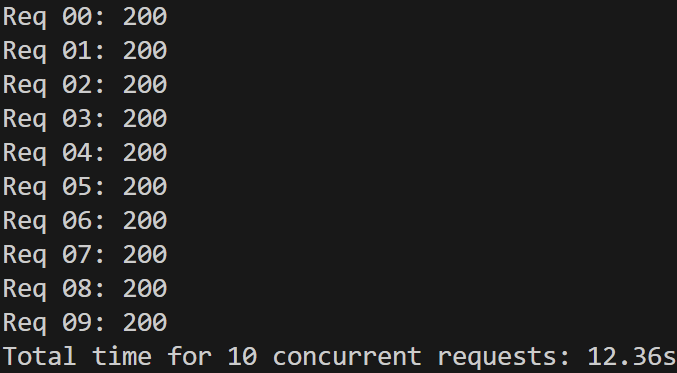 Req 00: 200
Req 01: 200
Req 02: 200
Req 03: 200
Req 04: 200
Req 05: 200
Req 06: 200
Req 07: 200
Req 08: 200
Req 09: 200
Total time for 10 concurrent requests: 12.36s